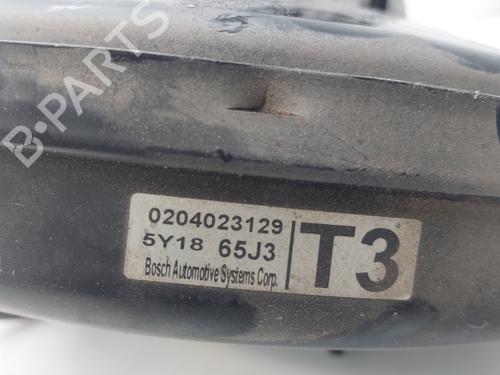 B-PARTS
0204023129
5Y18 65J3
Bosch Automotive Systems Corp.
T3